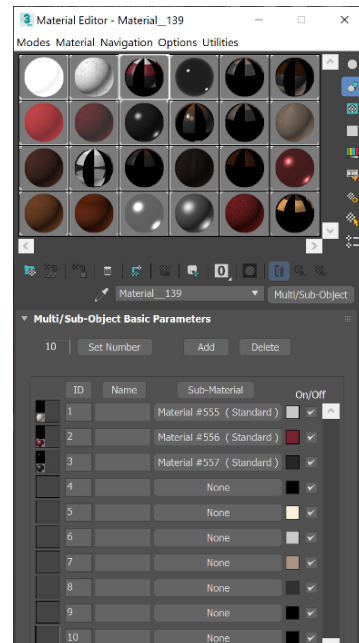 3 Material Editor - Material__139
Modes Material Navigation Options Utilities
0
Material__139 Multi/Sub-Object
Multi/Sub-Object Basic Parameters
10 Set Number Add Delete
ID Name Sub-Material On/Off
1 Material #555 ( Standard )
2 Material #556 ( Standard )
3 Material #557 ( Standard )
4 None
5 None
6 None
7 None
8 None
9 None
10 None